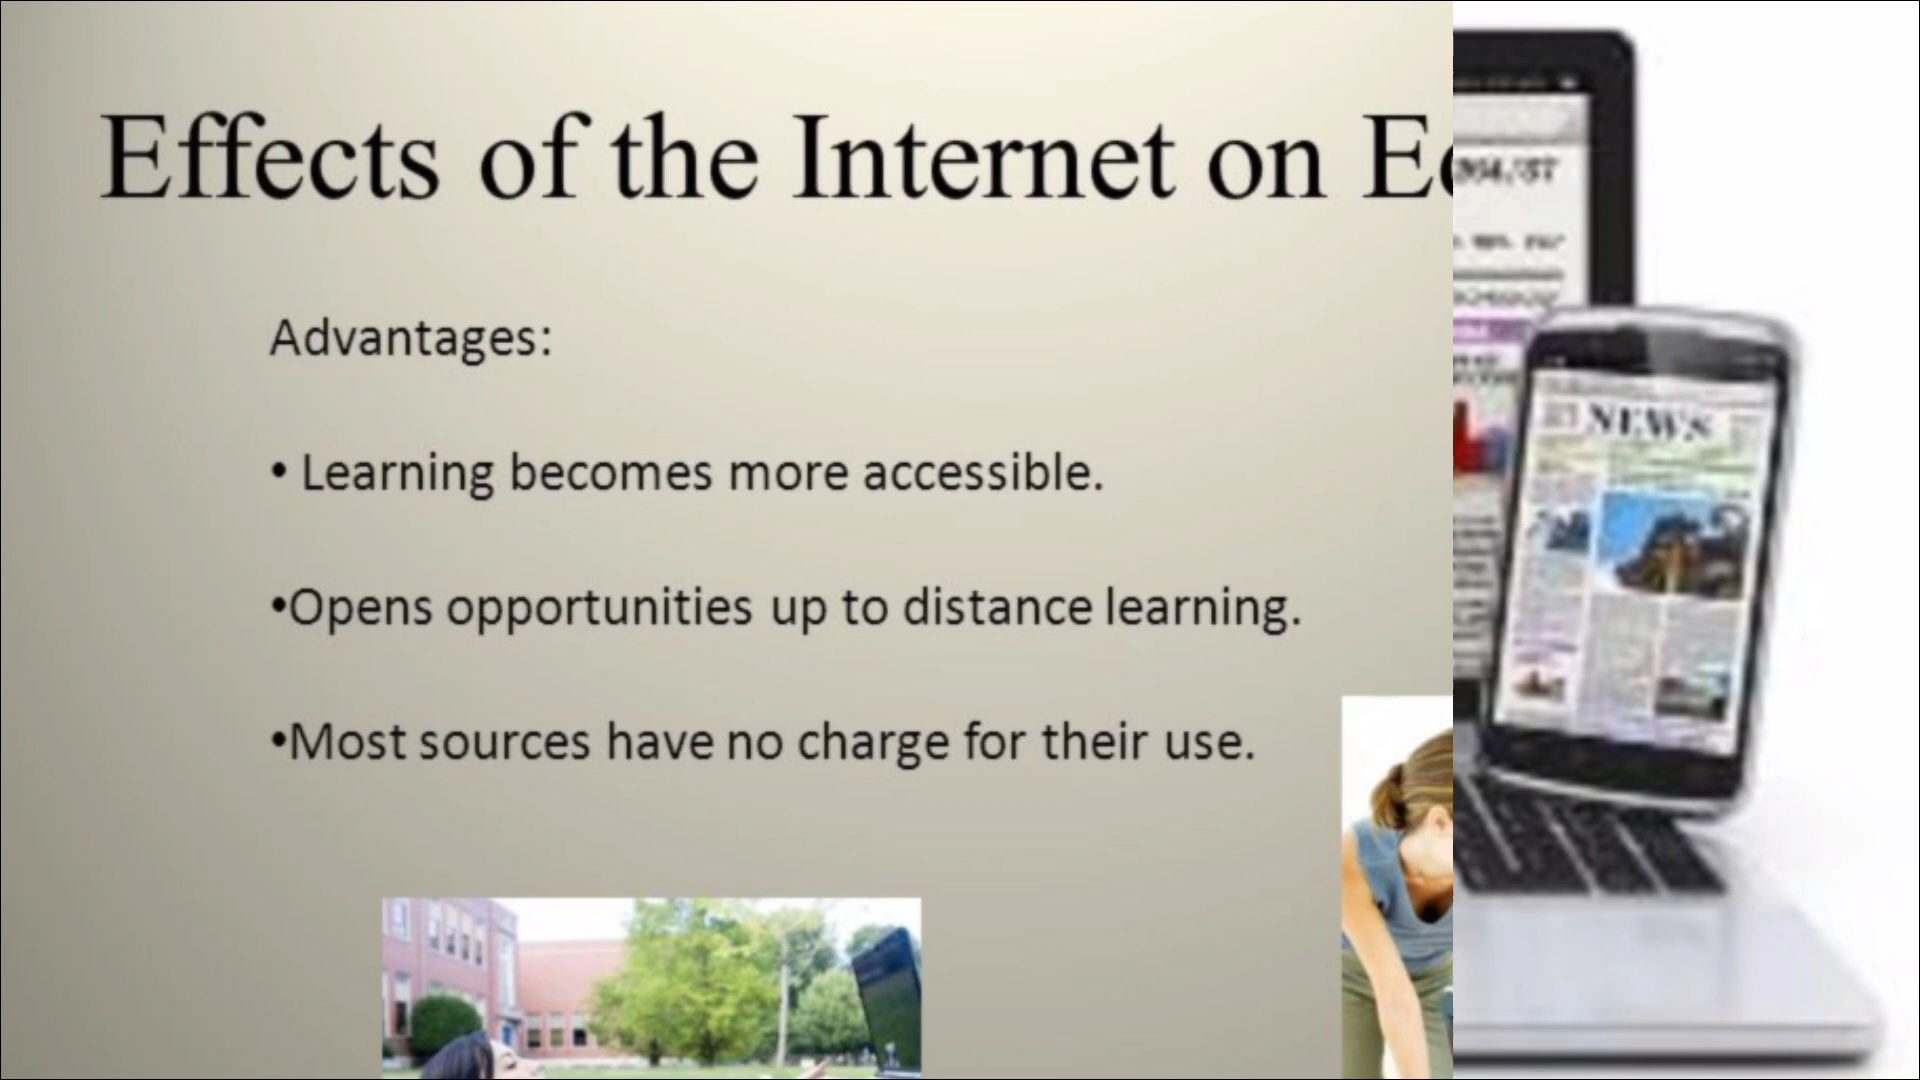 Effects of the Internet on E
Advantages:
• Learning becomes more accessible.
•Opens opportunities up to distance learning.
•Most sources have no charge for their use.
NEWS